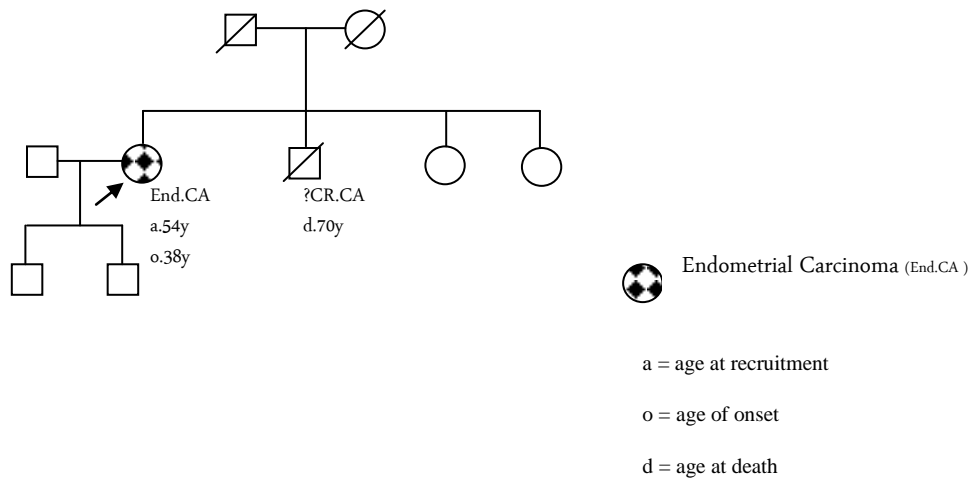 End.CA
a.54y
o.38y
?CR.CA
d.70y
Endometrial Carcinoma (End.CA )
a = age at recruitment
o = age of onset
d = age at death